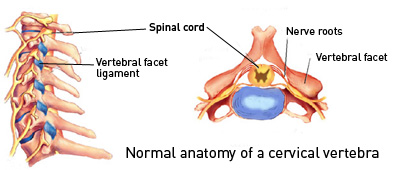 Spinal cord
Nerve roots
Vertebral facet
Vertebral facet
ligament
Normal anatomy of a cervical vertebra